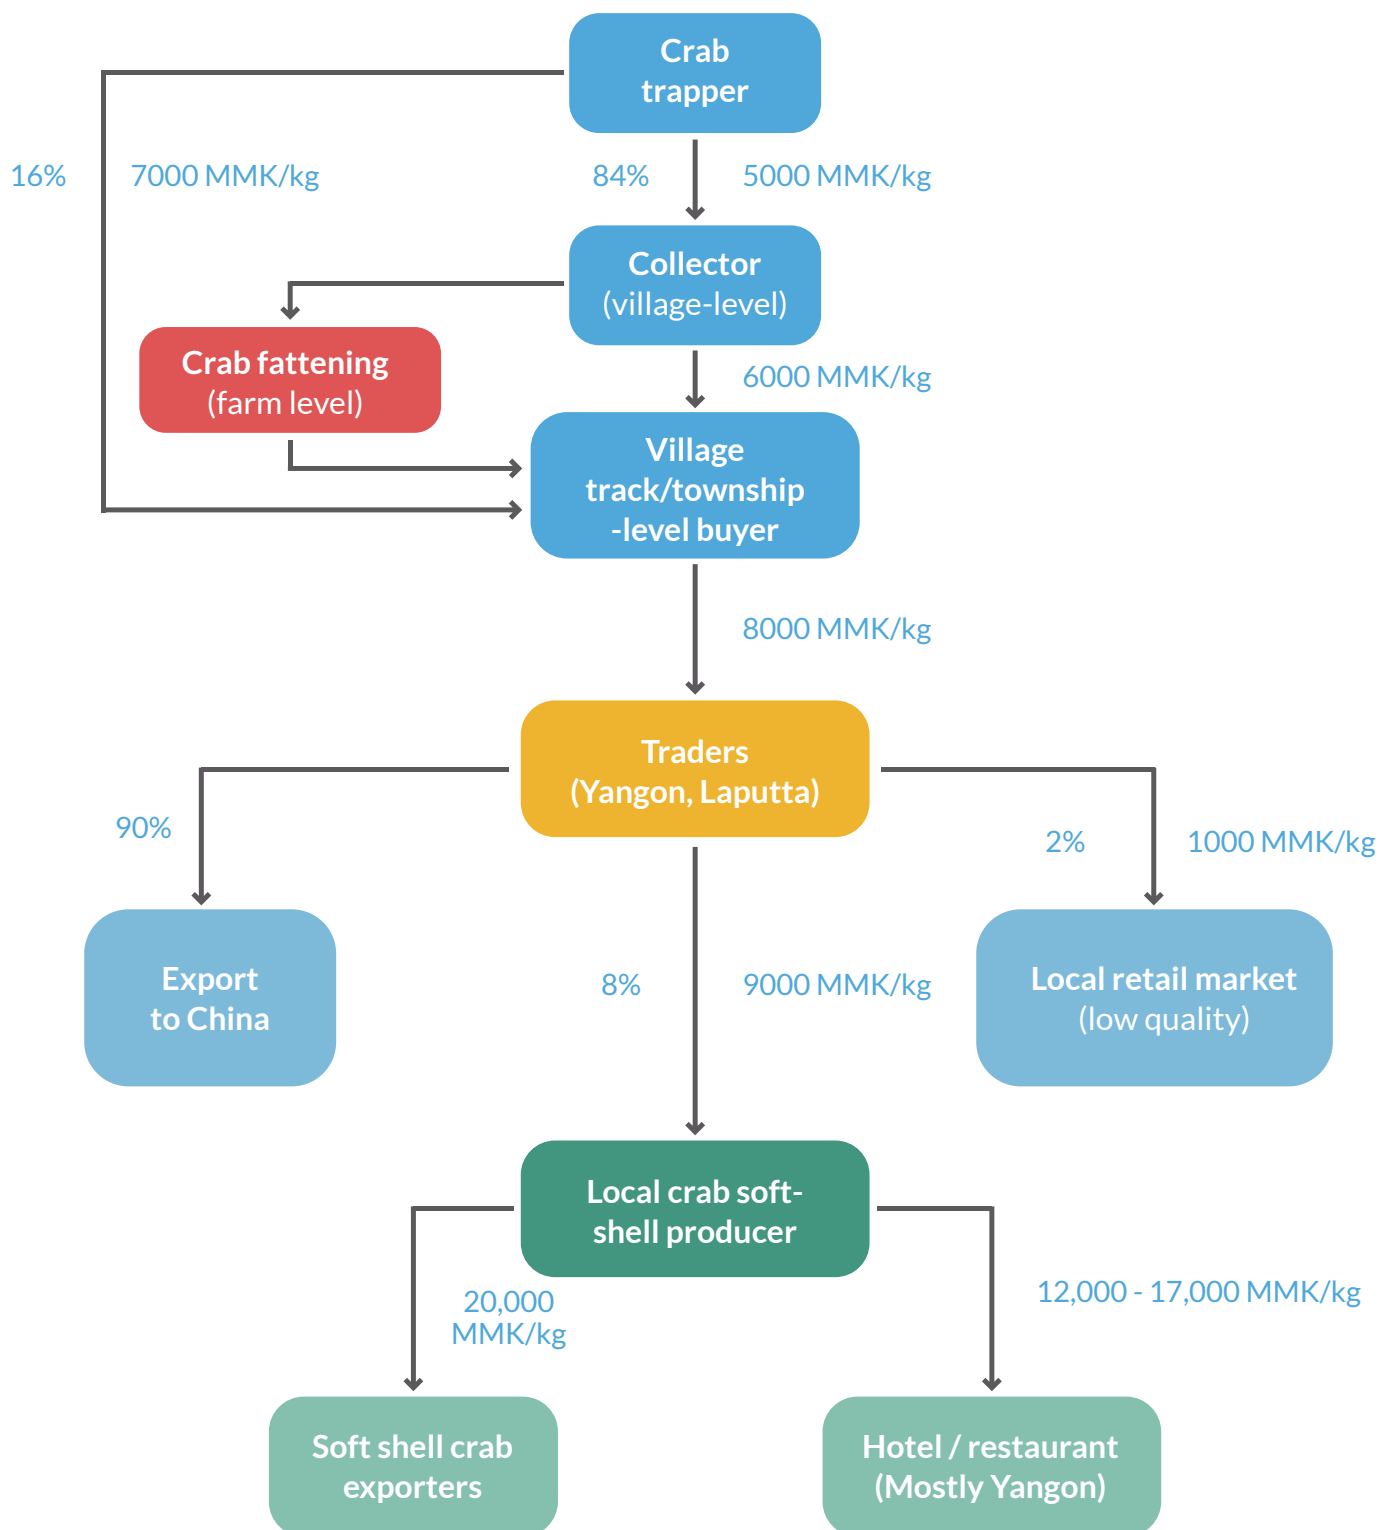 Crab
trapper
16%
7000 MMK/kg
84%
5000 MMK/kg
Collector
(village-level)
Crab fattening
(farm level)
6000 MMK/kg
Village
track/township
-level buyer
8000 MMK/kg
Traders
(Yangon, Laputta)
90%
2%
1000 MMK/kg
Export
to China
8%
9000 MMK/kg
Local retail market
(low quality)
Local crab soft-
shell producer
20,000
MMK/kg
12,000 - 17,000 MMK/kg
Soft shell crab
exporters
Hotel / restaurant
(Mostly Yangon)